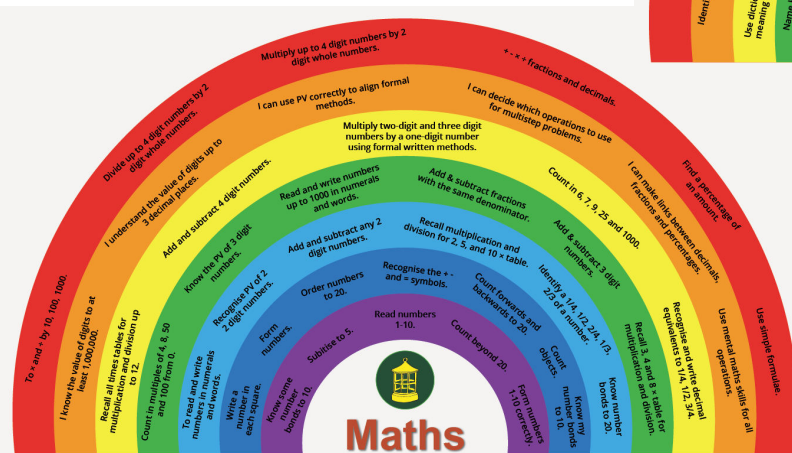 To × and ÷ by 10, 100, 1000.
Divide up to 4 digit numbers by 2
digit whole numbers.
Multiply up to 4 digit numbers by 2
digit whole numbers.
+ - × ÷ fractions and decimals.
Find a percentage of
an amount.
Use simple formulae.
I know the value of digits to at
least 1,000,000.
I understand the value of digits up to
3 decimal places.
I can use PV correctly to align formal
methods.
I can decide which operations to use
for multistep problems.
I can make links between decimals,
fractions and percentages.
Use mental maths skills for all
operations.
Recall all times tables for
multiplication and division up
to 12.
Add and subtract 4 digit numbers.
Multiply two-digit and three digit
numbers by a one-digit number
using formal written methods.
Count in 6, 7, 9, 25 and 1000.
Recognise and write decimal
equivalents to 1/4, 1/2, 3/4.
Count in multiples of 4, 8, 50
and 100 from 0.
Know the PV of 3 digit
numbers.
Read and write numbers
up to 1000 in numerals
and words.
Add & subtract fractions
with the same denominator.
Add & subtract 3 digit
numbers.
Recall 3, 4 and 8 × table for
multiplication and division.
To read and write
numbers in numerals
and words.
Recognise PV of 2
2 digit numbers.
Add and subtract any 2
digit numbers.
Recall multiplication and
division for 2, 5, and 10 × table.
Identify a 1/4, 1/2, 2/4, 1/3,
2/3 of a number.
Know number
bonds to 20.
Write a
number in
each square.
Form
numbers.
Order numbers
to 20.
Recognise the + -
and = symbols.
Count forwards and
backwards to 20.
Count
objects.
Know my
number bonds
to 10.
Know some
number
bonds to 10.
Subitise to 5.
Read numbers
1-10.
Count beyond 20.
Form numbers
1-10 correctly.
Maths
Identi
Use dicti
meaning
Name t